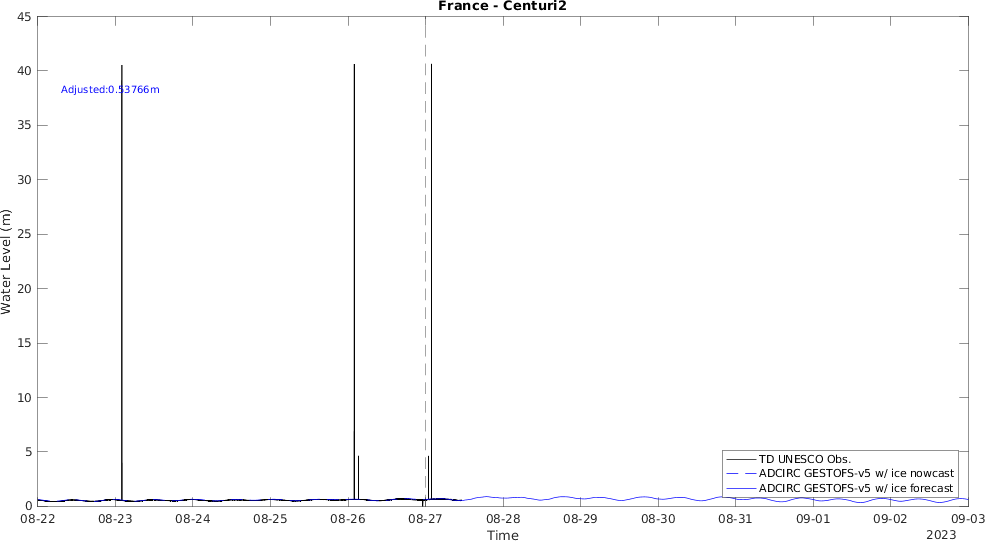 France - Centuri2
45
40
35
30
25
20
15
10
5
0
Water Level (m)
Adjusted:0.53766m
TD UNESCO Obs.
ADCIRC GESTOFS-v5 w/ ice nowcast
ADCIRC GESTOFS-v5 w/ ice forecast
08-22 08-23 08-24 08-25 08-26 08-27 08-28 08-29 08-30 08-31 09-01 09-02 09-03
Time
2023